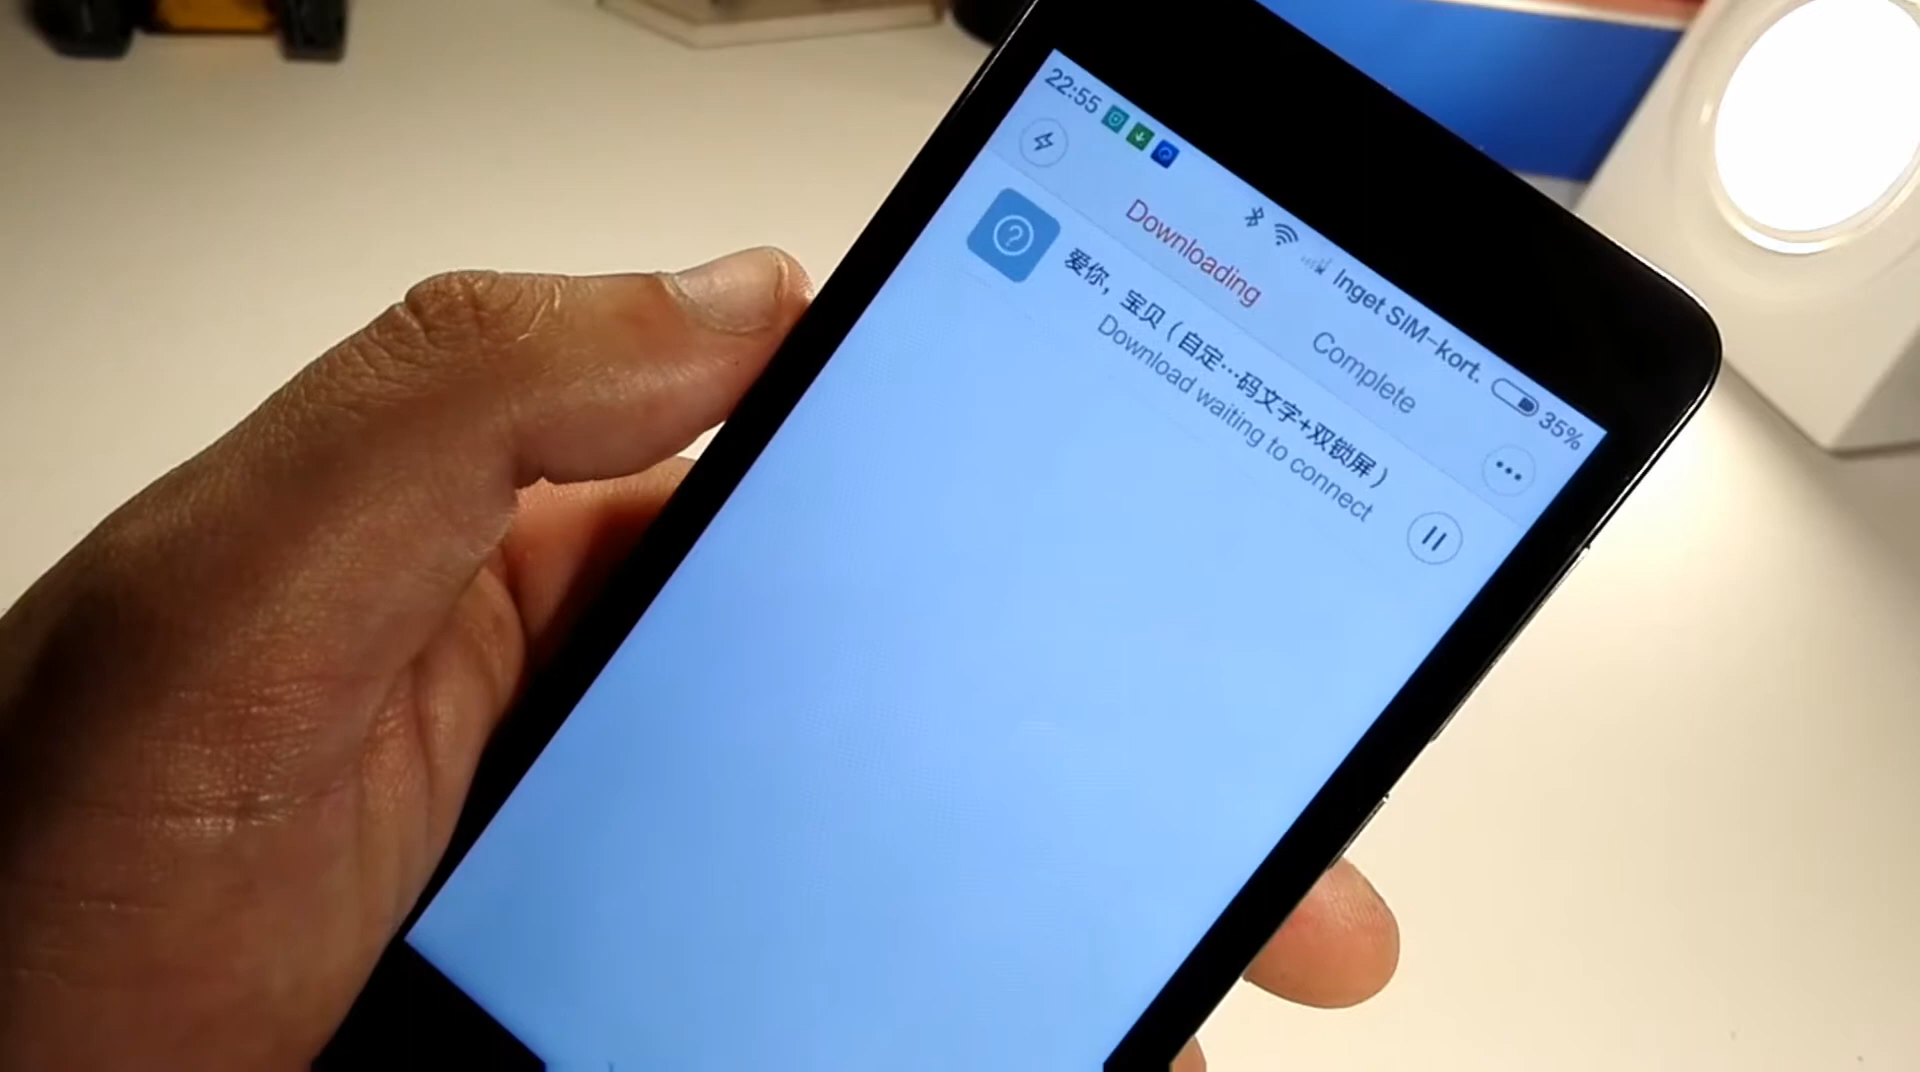 22:55 Inget SIM-kort. 35%
Downloading Complete
爱你，宝贝（自定…码文字+双锁屏）
Download waiting to connect